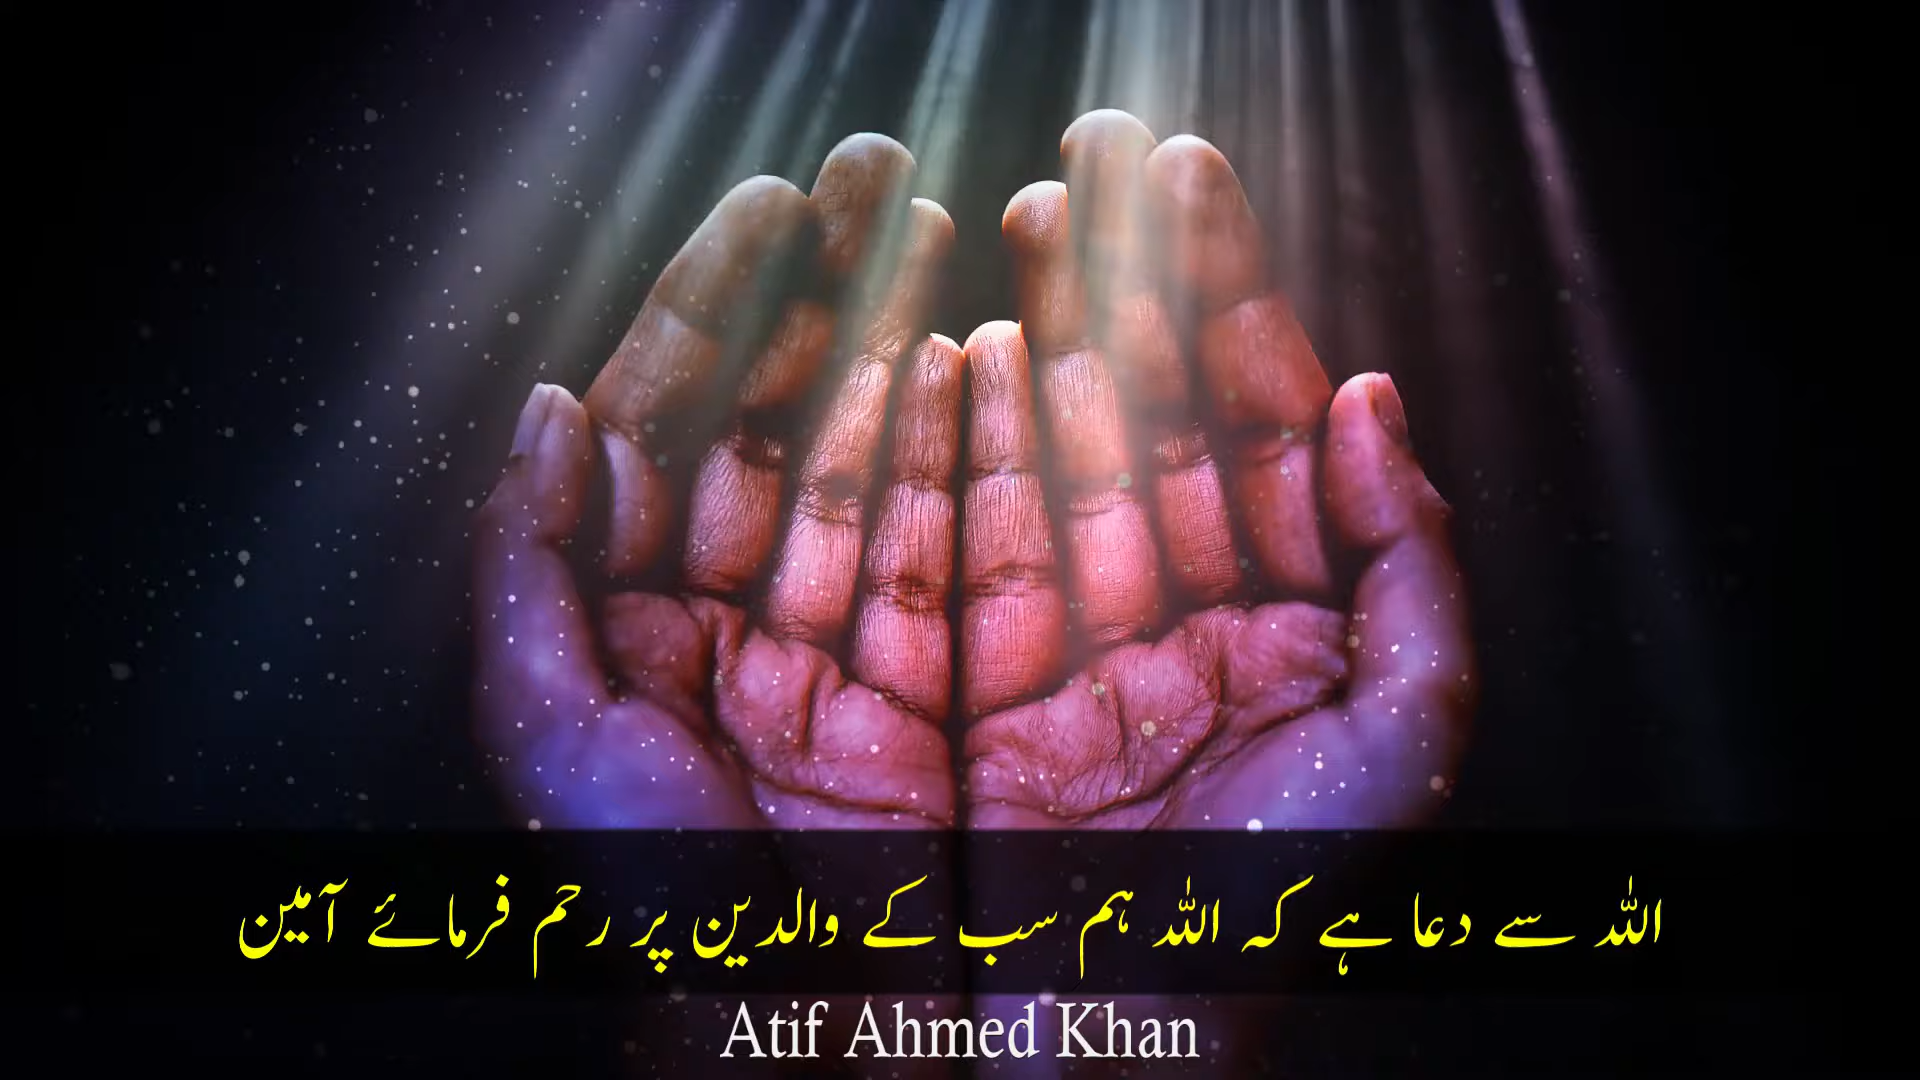 اللہ سے دعا ہے کہ اللہ ہم سب کے والدین پر رحم فرمائے آمین
Atif Ahmed Khan